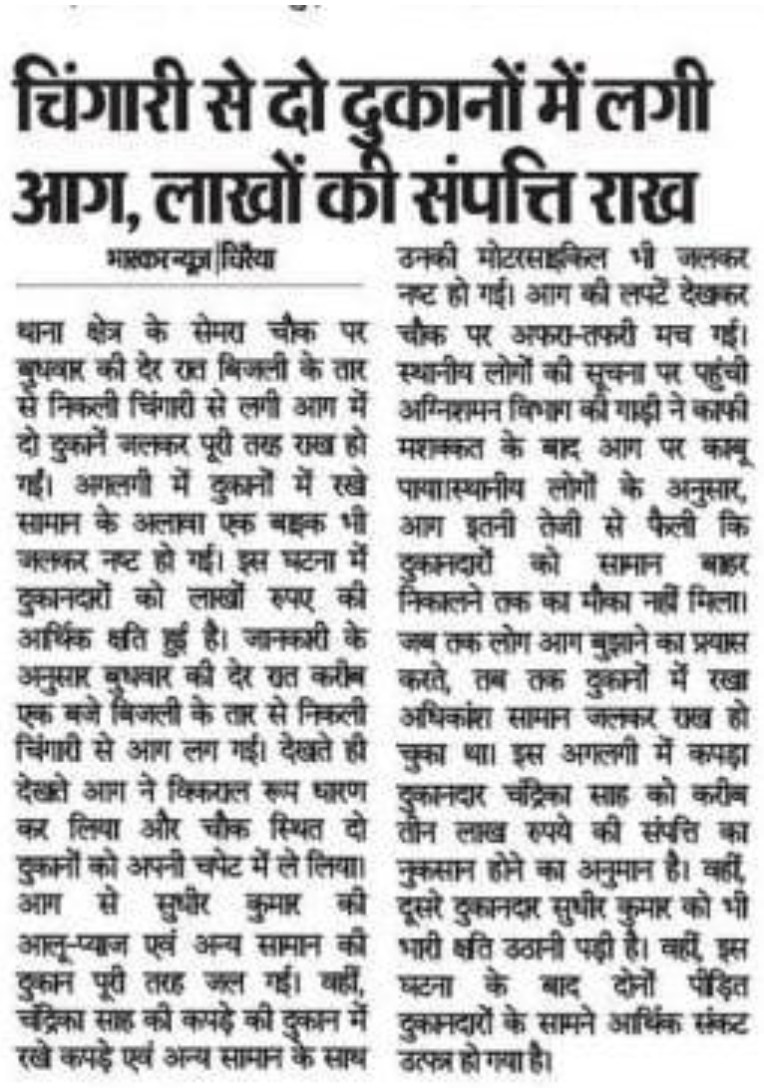 चिंगारी से दो दुकानों में लगी
आग, लाखों की संपत्ति राख
भास्कर न्यूज|चिरैया
थाना क्षेत्र के सेमरा चौक पर
बुधवार की देर रात बिजली के तार
से निकली चिंगारी से लगी आग में
दो दुकानें जलकर पूरी तरह राख हो
गईं। अगलगी में दुकानों में रखे
सामान के अलावा एक बाइक भी
जलकर नष्ट हो गई। इस घटना में
दुकानदारों को लाखों रुपए की
आर्थिक क्षति हुई है। जानकारी के
अनुसार बुधवार की देर रात करीब
एक बजे बिजली के तार से निकली
चिंगारी से आग लग गई। देखते ही
देखते आग ने विकराल रूप धारण
कर लिया और चौक स्थित दो
दुकानों को अपनी चपेट में ले लिया।
आग से सुधीर कुमार की
आलू-प्याज एवं अन्य सामान की
दुकान पूरी तरह जल गई। वहीं,
चंद्रिका साह की कपड़े की दुकान में
रखे कपड़े एवं अन्य सामान के साथ
उनकी मोटरसाइकिल भी जलकर
नष्ट हो गई। आग की लपटें देखकर
चौक पर अफरा-तफरी मच गई।
स्थानीय लोगों की सूचना पर पहुंची
अग्निशमन विभाग की गाड़ी ने काफी
मशक्कत के बाद आग पर काबू
पाया।स्थानीय लोगों के अनुसार,
आग इतनी तेजी से फैली कि
दुकानदारों को सामान बाहर
निकालने तक का मौका नहीं मिला।
जब तक लोग आग बुझाने का प्रयास
करते, तब तक दुकानों में रखा
अधिकांश सामान जलकर राख हो
चुका था। इस अगलगी में कपड़ा
दुकानदार चंद्रिका साह को करीब
तीन लाख रुपये की संपत्ति का
नुकसान होने का अनुमान है। वहीं,
दूसरे दुकानदार सुधीर कुमार को भी
भारी क्षति उठानी पड़ी है। वहीं, इस
घटना के बाद दोनों पीड़ित
दुकानदारों के सामने आर्थिक संकट
उत्पन्न हो गया है।